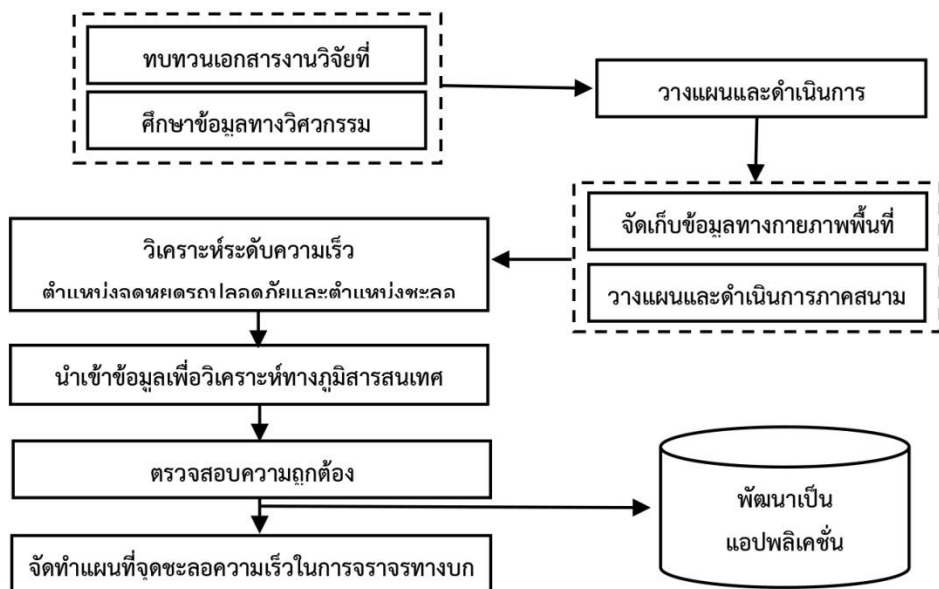 ทบทวนเอกสารงานวิจัยที่
ศึกษาข้อมูลทางวิศวกรรม
วางแผนและดำเนินการ
จัดเก็บข้อมูลทางกายภาพพื้นที่
วางแผนและดำเนินการภาคสนาม
วิเคราะห์ระดับความเร็ว
ตำแหน่งจุดหยุดรถปลอดภัยและตำแหน่งชะลอ
นำเข้าข้อมูลเพื่อวิเคราะห์ทางภูมิสารสนเทศ
ตรวจสอบความถูกต้อง
พัฒนาเป็น
แอปพลิเคชั่น
จัดทำแผนที่จุดชะลอความเร็วในการจราจรทางบก